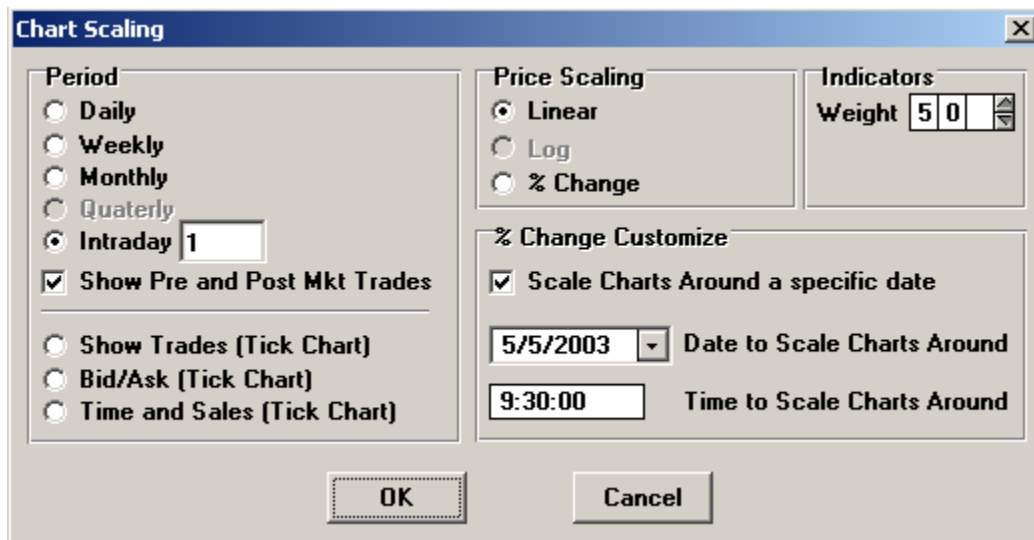 Chart Scaling
Period
Daily
Weekly
Monthly
Quaterly
Intraday 1
Show Pre and Post Mkt Trades
Show Trades (Tick Chart)
Bid/Ask (Tick Chart)
Time and Sales (Tick Chart)
Price Scaling
Linear
Log
% Change
Indicators
Weight 50
% Change Customize
Scale Charts Around a specific date
5/5/2003 Date to Scale Charts Around
9:30:00 Time to Scale Charts Around
OK Cancel